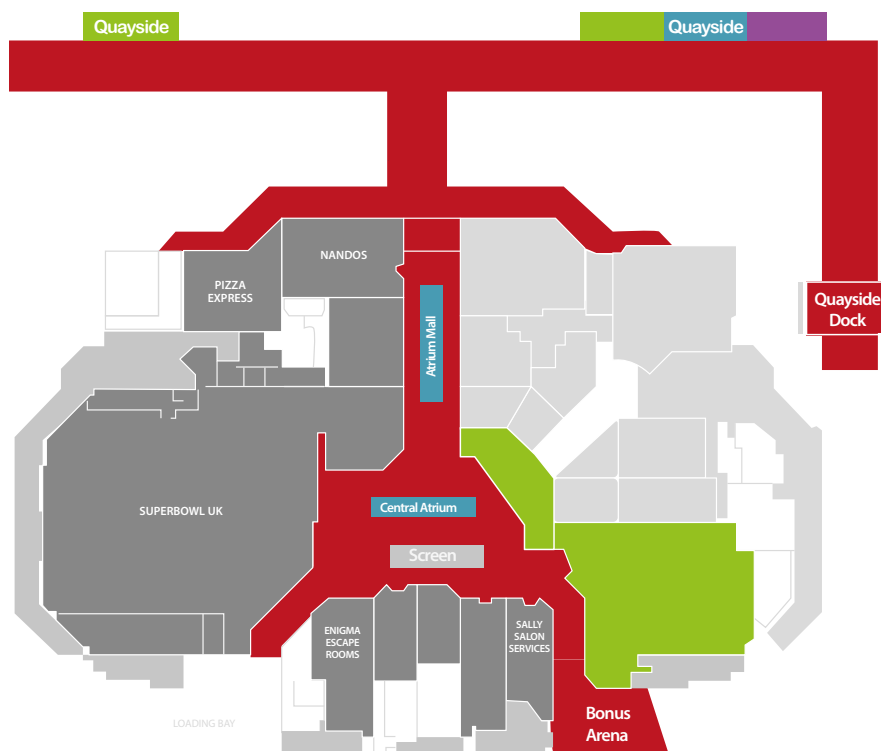 Quayside
Quayside
NANDOS
PIZZA
EXPRESS
Atrium Mall
Quayside
Dock
SUPERBOWL UK
Central Atrium
Screen
ENIGMA
ESCAPE
ROOMS
SALLY
SALON
SERVICES
LOADING BAY
Bonus
Arena